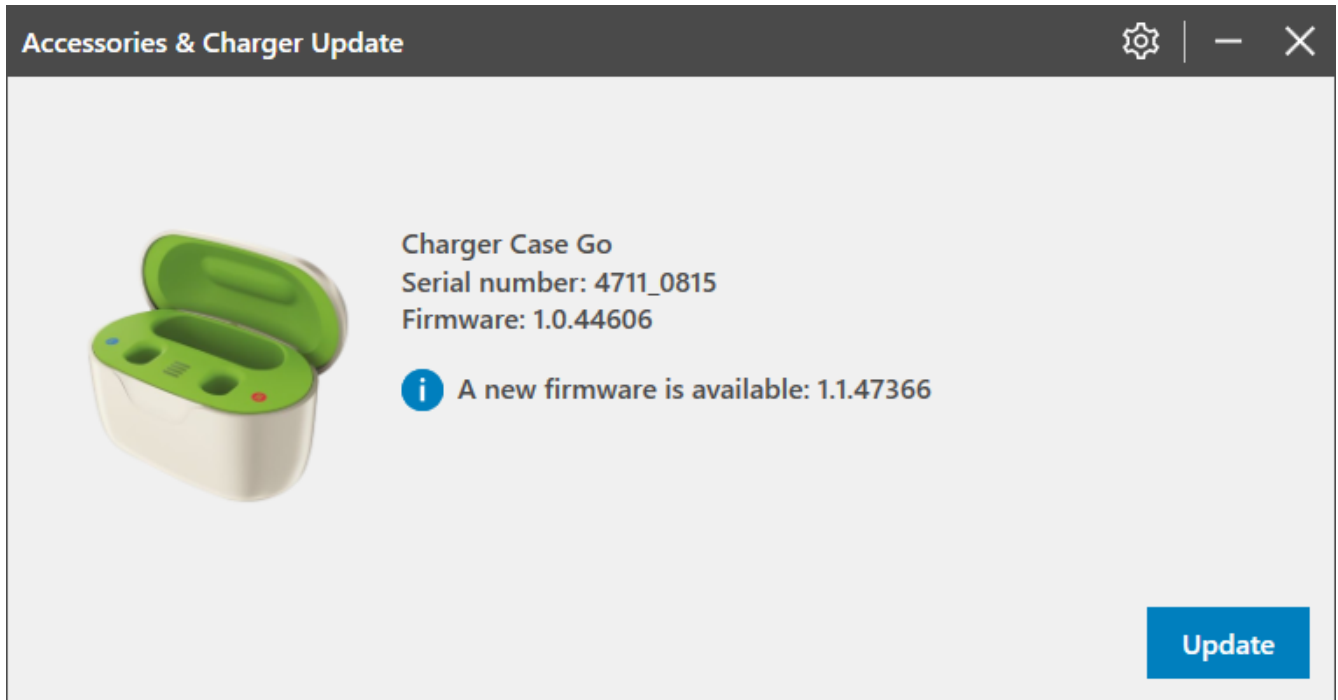 Accessories & Charger Update
Charger Case Go
Serial number: 4711_0815
Firmware: 1.0.44606
A new firmware is available: 1.1.47366
Update